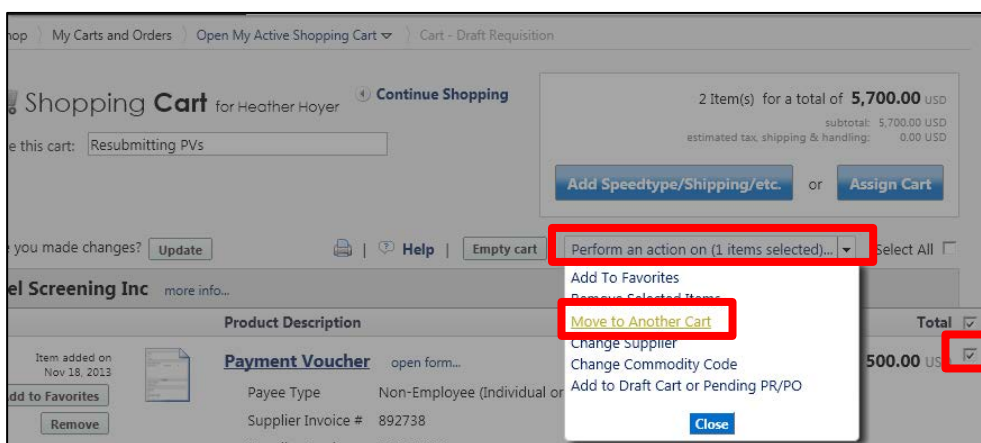 hop  My Carts and Orders  Open My Active Shopping Cart  Cart - Draft Requisition
Shopping Cart for Heather Hoyer  Continue Shopping
2 Item(s) for a total of 5,700.00 USD
subtotal: 5,700.00 USD
estimated tax, shipping & handling: 0.00 USD
e this cart: Resubmitting PVs
Add Speedtype/Shipping/etc. or Assign Cart
you made changes? Update | Help | Empty cart Perform an action on (1 items selected)... Select All
el Screening Inc more info...
Add To Favorites
Remove Selected Items
Move to Another Cart
Change Supplier
Change Commodity Code
Add to Draft Cart or Pending PR/PO
Close
Product Description Total
Item added on
Nov 18, 2013
dd to Favorites
Remove
Payment Voucher open form... 500.00 US
Payee Type Non-Employee (Individual or
Supplier Invoice # 892738